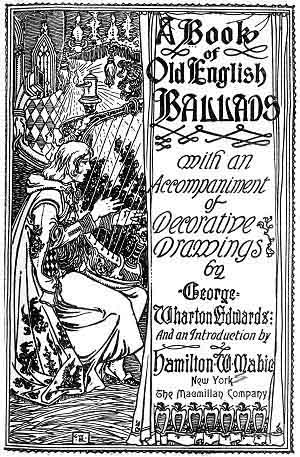 A Book
of
Old English
BALLADS
with an
Accompaniment
of
Decorative
Drawings
by
George
Wharton Edwards:
And an Introduction by
Hamilton W. Mabie
New York
The Macmillan Company